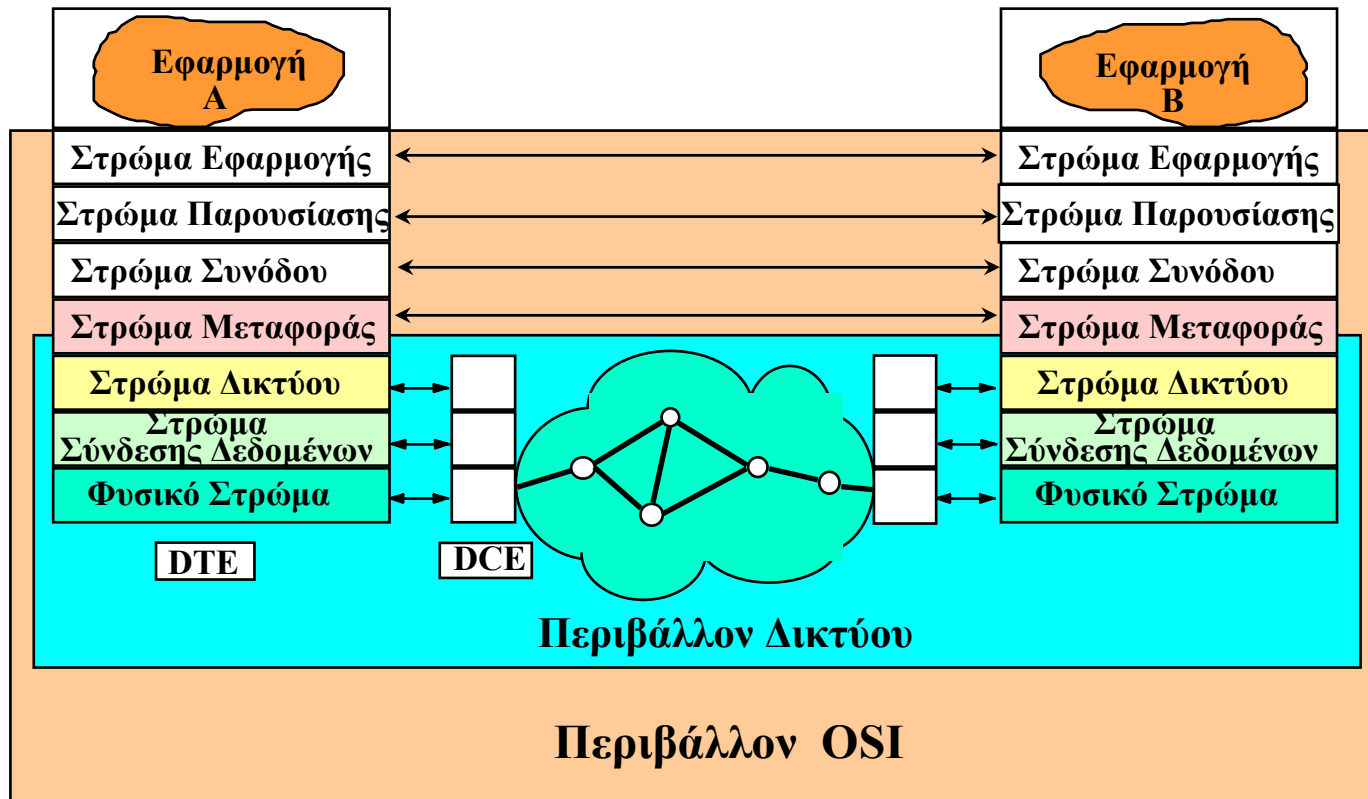 Εφαρμογή
Α
Εφαρμογή
Β
Στρώμα Εφαρμογής
Στρώμα Εφαρμογής
Στρώμα Παρουσίασης
Στρώμα Παρουσίασης
Στρώμα Συνόδου
Στρώμα Συνόδου
Στρώμα Μεταφοράς
Στρώμα Μεταφοράς
Στρώμα Δικτύου
Στρώμα Δικτύου
Στρώμα
Σύνδεσης Δεδομένων
Στρώμα
Σύνδεσης Δεδομένων
Φυσικό Στρώμα
Φυσικό Στρώμα
DTE
DCE
Περιβάλλον Δικτύου
Περιβάλλον OSI